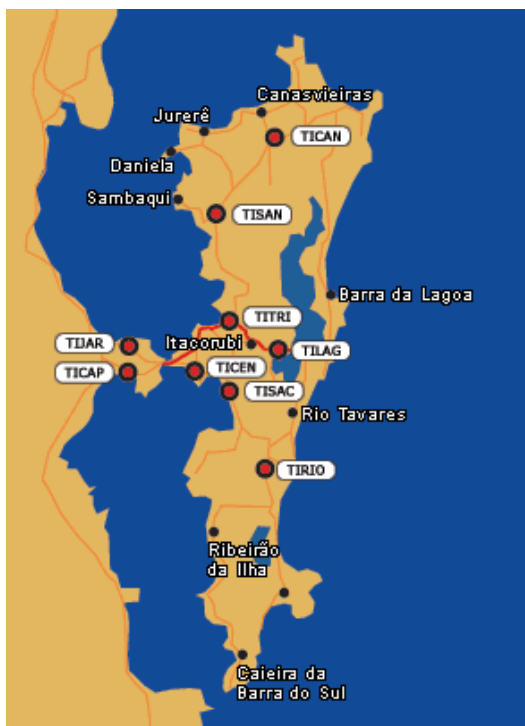 Canasvieiras
Jurerê
TICAN
Daniela
Sambaqui
TISAN
Barra da Lagoa
TITRI
TIJAR
Itacorubi
TILAG
TICAP
TICEN
TISAC
Rio Tavares
TIRIO
Ribeirão
da Ilha
Caieira da
Barra do Sul